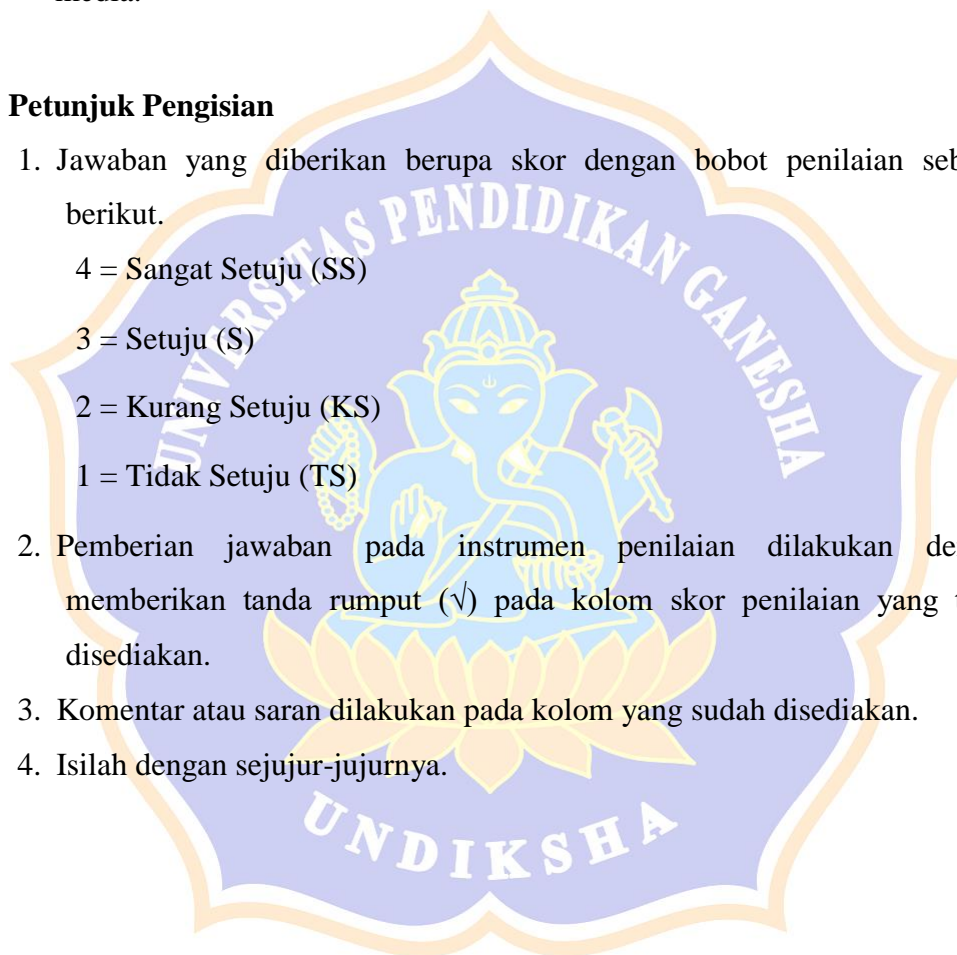 media.
Petunjuk Pengisian
1. Jawaban yang diberikan berupa skor dengan bobot penilaian
berikut.
4 = Sangat Setuju (SS)
3 = Setuju (S)
2 = Kurang Setuju (KS)
1 = Tidak Setuju (TS)
2. Pemberian jawaban pada instrumen penilaian dilakukan
memberikan tanda rumput (√) pada kolom skor penilaian yang
disediakan.
3. Komentar atau saran dilakukan pada kolom yang sudah disediakan.
4. Isilah dengan sejujur-jujurnya.
UNIVERSITAS PENDIDIKAN GANESHA
UNDIKSHA